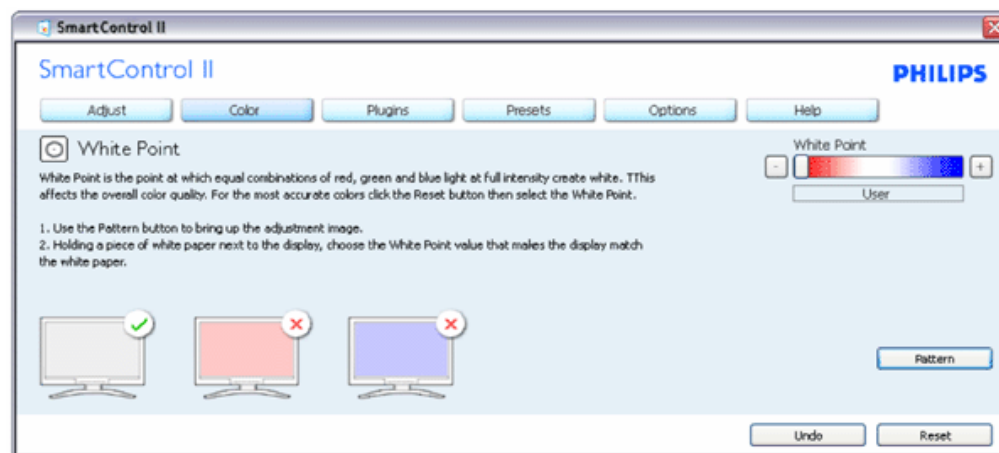 SmartControl II
SmartControl II
PHILIPS
Adjust
Color
Plugins
Presets
Options
Help
White Point
White Point is the point at which equal combinations of red, green and blue light at full intensity create white. TThis
affects the overall color quality. For the most accurate colors click the Reset button then select the White Point.
1. Use the Pattern button to bring up the adjustment image.
2. Holding a piece of white paper next to the display, choose the White Point value that makes the display match
the white paper.
White Point
-
+
User
Pattern
Undo
Reset